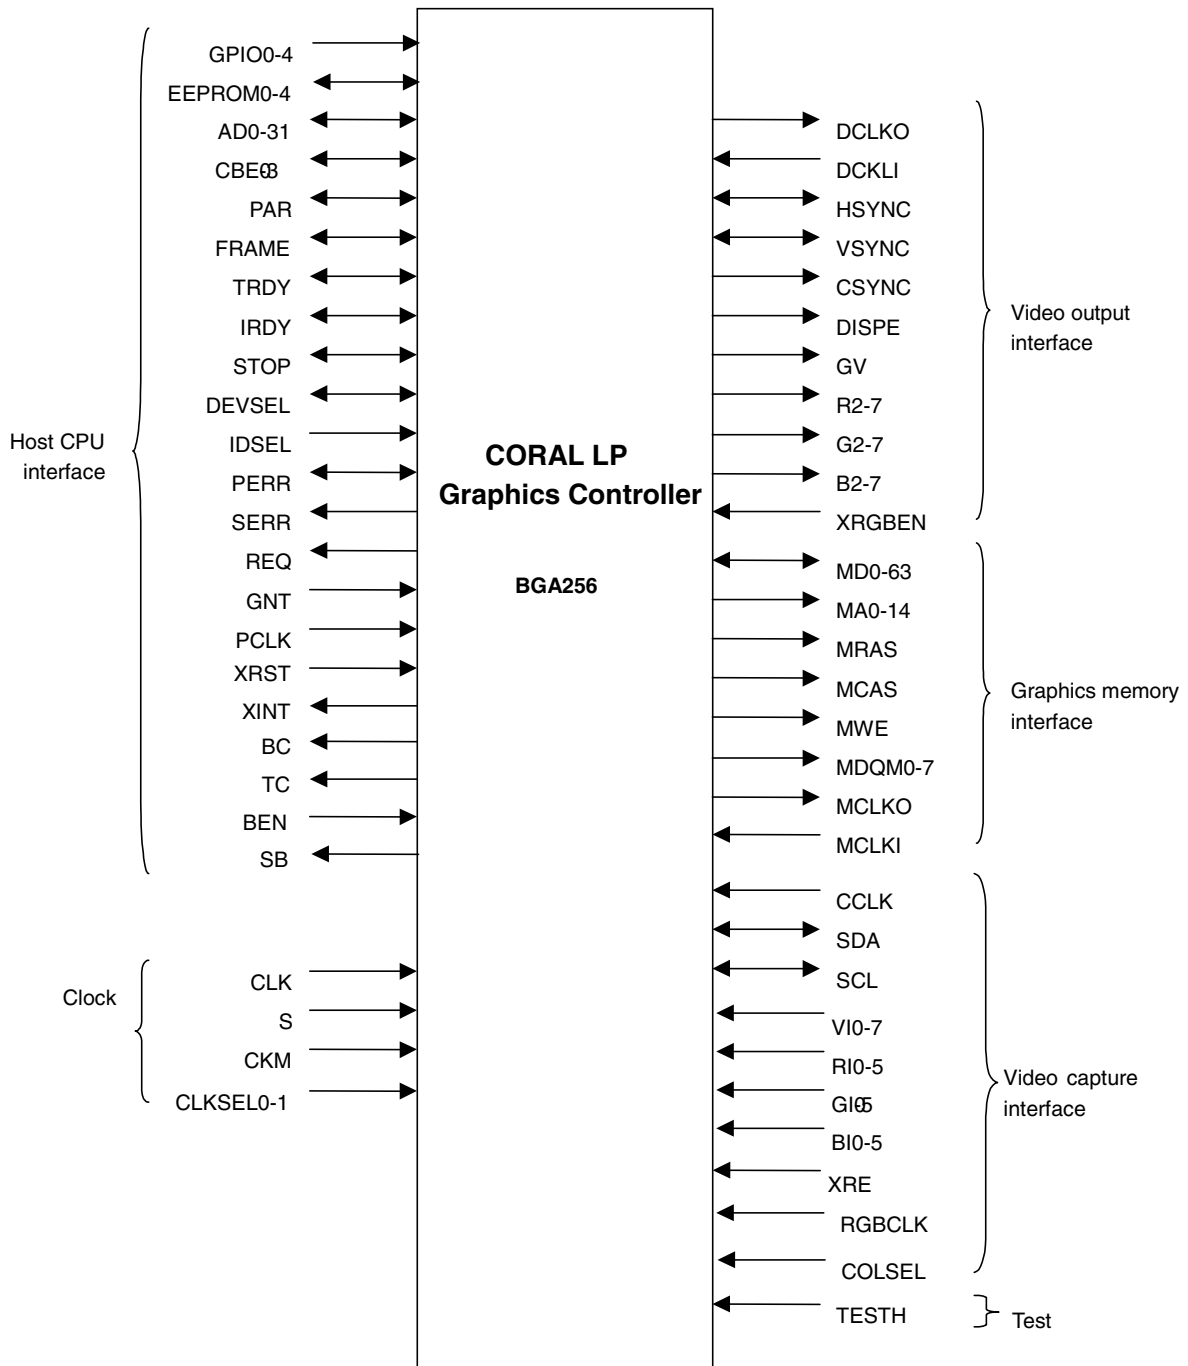 GPIO0-4
EEPROM0-4
AD0-31
CBE0-3
PAR
FRAME
TRDY
IRDY
STOP
DEVSEL
IDSEL
PERR
SERR
REQ
GNT
PCLK
XRST
XINT
BC
TC
BEN
SB
Host CPU
interface
CLK
S
CKM
CLKSEL0-1
Clock
CORAL LP
Graphics Controller
BGA256
DCLKO
DCKLI
HSYNC
VSYNC
CSYNC
DISPE
GV
R2-7
G2-7
B2-7
XRGBEN
Video output
interface
MD0-63
MA0-14
MRAS
MCAS
MWE
MDQM0-7
MCLKO
MCLKI
Graphics memory
interface
CCLK
SDA
SCL
VI0-7
RI0-5
GI0-5
BI0-5
XRE
RGBCLK
COLSEL
Video capture
interface
TESTH
Test